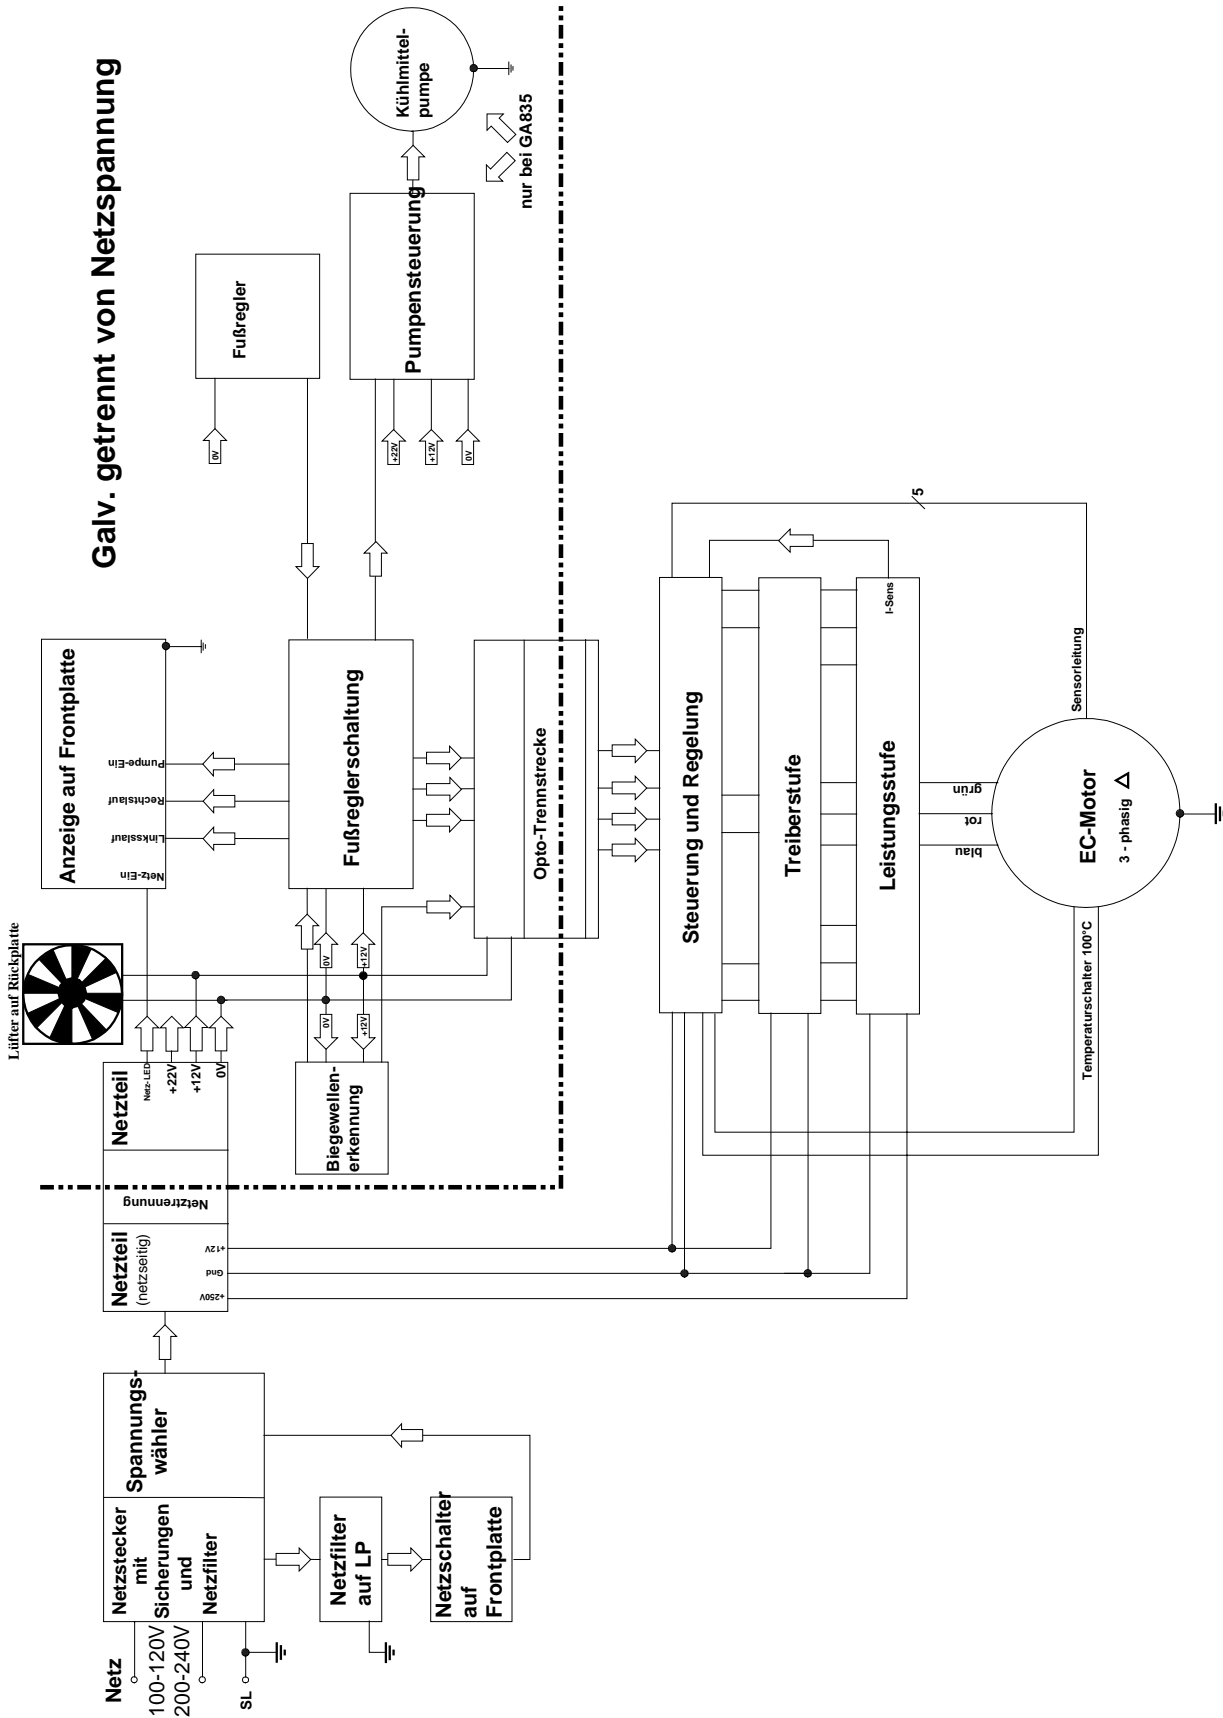 Galv. getrennt von Netzspannung
Lüfter auf Rückplatte
Anzeige auf Frontplatte
Netz-Ein
Linksslauf
Rechtslauf
Pumpe-Ein
Fußregler
0V
Kühlmittel-
pumpe
nur bei GA835
Pumpensteuerung
+22V
+12V
0V
Fußreglerschaltung
0V
+12V
0V
+12V
Biegewellen-
erkennung
Opto-Trennstrecke
Netz
100-120V
200-240V
SL
Netzstecker
mit
Sicherungen
und
Netzfilter
Spannungs-
wähler
Netzfilter
auf LP
Netzschalter
auf
Frontplatte
Netzteil
(netzseitig)
+250V
Gnd
+12V
Netztrennung
Netzteil
Netz-LED
+22V
+12V
0V
Steuerung und Regelung
Treiberstufe
Leistungsstufe
I-Sens
5
Sensorleitung
Temperaturschalter 100°C
blau
rot
grün
EC-Motor
3 - phasig Δ